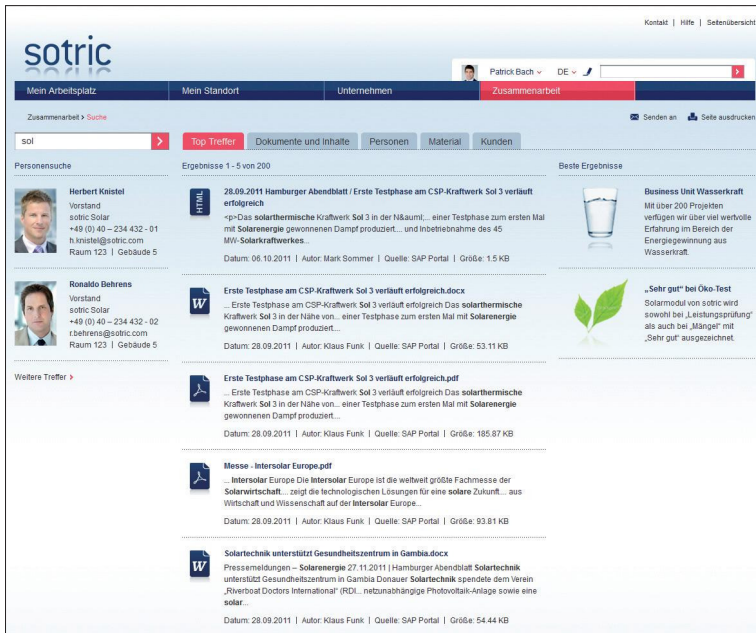 Kontakt | Hilfe | Seitenübersicht
sotric
Patrick Bach DE
Mein Arbeitsplatz Mein Standort Unternehmen Zusammenarbeit
Zusammenarbeit > Suche
Senden an Seite ausdrucken
sol
Top Treffer Dokumente und Inhalte Personen Material Kunden
Personensuche
Herbert Knistel
Vorstand
sotric Solar
+49 (0) 40 – 234 432 - 01
h.knistel@sotric.com
Raum 123 | Gebäude 5
Ronaldo Behrens
Vorstand
sotric Solar
+49 (0) 40 – 234 432 - 02
r.behrens@sotric.com
Raum 123 | Gebäude 5
Weitere Treffer >
Ergebnisse 1 - 5 von 200
HTML
28.09.2011 Hamburger Abendblatt / Erste Testphase am CSP-Kraftwerk Sol 3 verläuft
erfolgreich
<p>Das solarthermische Kraftwerk Sol 3 in der N&auml;... einer Testphase zum ersten Mal
mit Solarenergie gewonnenen Dampf produziert.... und Inbetriebnahme des 45
MW-Solarkraftwerkes...
Datum: 06.10.2011 | Autor: Mark Sommer | Quelle: SAP Portal | Größe: 1.5 KB
W
Erste Testphase am CSP-Kraftwerk Sol 3 verläuft erfolgreich.docx
... Erste Testphase am CSP-Kraftwerk Sol 3 verläuft erfolgreich Das solarthermische
Kraftwerk Sol 3 in der Nähe von... einer Testphase zum ersten Mal mit Solarenergie
gewonnenen Dampf produziert....
Datum: 28.09.2011 | Autor: Klaus Funk | Quelle: SAP Portal | Größe: 53.11 KB
Erste Testphase am CSP-Kraftwerk Sol 3 verläuft erfolgreich.pdf
... Erste Testphase am CSP-Kraftwerk Sol 3 verläuft erfolgreich Das solarthermische
Kraftwerk Sol 3 in der Nähe von... einer Testphase zum ersten Mal mit Solarenergie
gewonnenen Dampf produziert....
Datum: 28.09.2011 | Autor: Klaus Funk | Quelle: SAP Portal | Größe: 185.87 KB
Messe - Intersolar Europe.pdf
... Intersolar Europe Die Intersolar Europe ist die weltweit größte Fachmesse der
Solarwirtschaft.... zeigt die technologischen Lösungen für eine solare Zukunft.... aus
Wirtschaft und Wissenschaft auf der Intersolar Europe...
Datum: 28.09.2011 | Autor: Klaus Funk | Quelle: SAP Portal | Größe: 93.81 KB
W
Solartechnik unterstützt Gesundheitszentrum in Gambia.docx
Pressemeldungen – Solarenergie 27.11.2011 | Hamburger Abendblatt Solartechnik
unterstützt Gesundheitszentrum in Gambia Donauer Solartechnik spendete dem Verein
„Riverboat Doctors International“ (RDI... netzunabhängige Photovoltaik-Anlage sowie eine
solar...
Datum: 28.09.2011 | Autor: Klaus Funk | Quelle: SAP Portal | Größe: 54.44 KB
Beste Ergebnisse
Business Unit Wasserkraft
Mit über 200 Projekten
verfügen wir über viel wertvolle
Erfahrung im Bereich der
Energiegewinnung aus
Wasserkraft.
„Sehr gut“ bei Öko-Test
Solarmodul von sotric wird
sowohl bei „Leistungsprüfung“
als auch bei „Mängel“ mit
„Sehr gut“ ausgezeichnet.